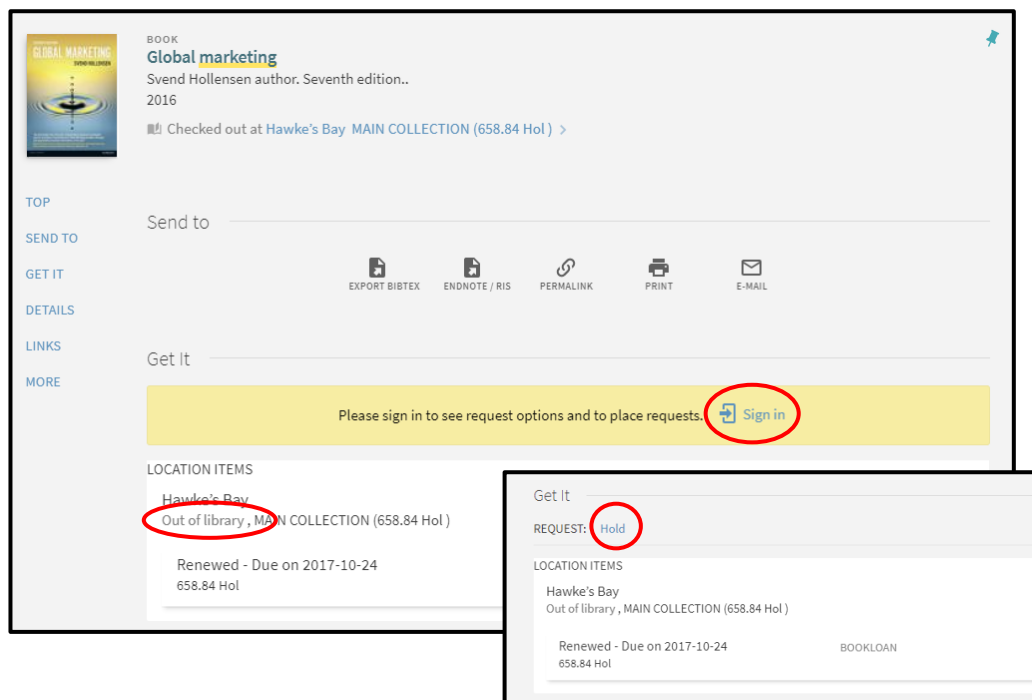 GLOBAL MARKETING
SVEND HOLLENSEN
BOOK
Global marketing
Svend Hollensen author. Seventh edition..
2016
Checked out at Hawke's Bay MAIN COLLECTION (658.84 Hol ) >
TOP
SEND TO
GET IT
DETAILS
LINKS
MORE
Send to
EXPORT BIBTEX
ENDNOTE / RIS
PERMALINK
PRINT
E-MAIL
Get It
Please sign in to see request options and to place requests. Sign in
LOCATION ITEMS
Hawke's Bay
Out of library , MAIN COLLECTION (658.84 Hol )
Renewed - Due on 2017-10-24
658.84 Hol
Get It
REQUEST: Hold
LOCATION ITEMS
Hawke's Bay
Out of library , MAIN COLLECTION (658.84 Hol )
Renewed - Due on 2017-10-24 BOOKLOAN
658.84 Hol